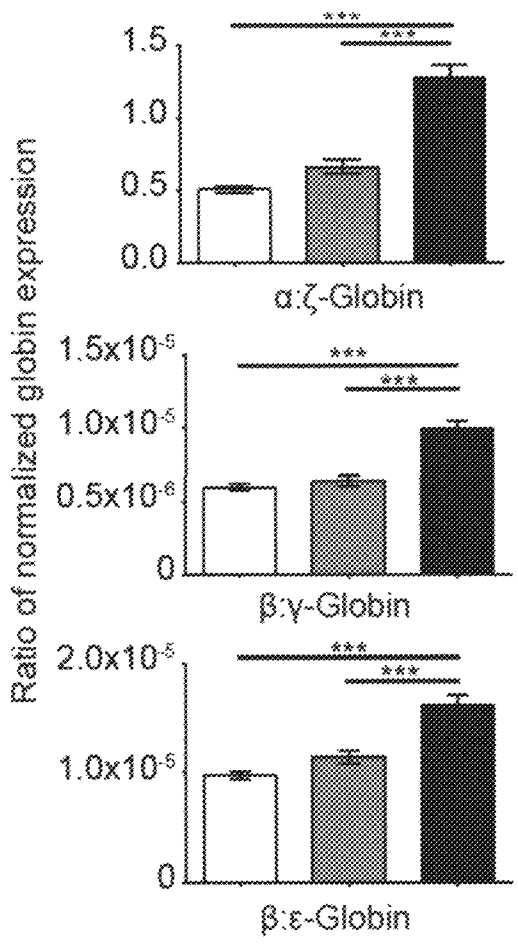 Ratio of normalized globin expression
***
***
1.5
1.0
0.5
0.0
α:ζ-Globin
1.5x10-5
***
***
1.0x10-5
0.5x10-6
0
β:γ-Globin
2.0x10-5
***
***
1.0x10-5
0
β:ε-Globin